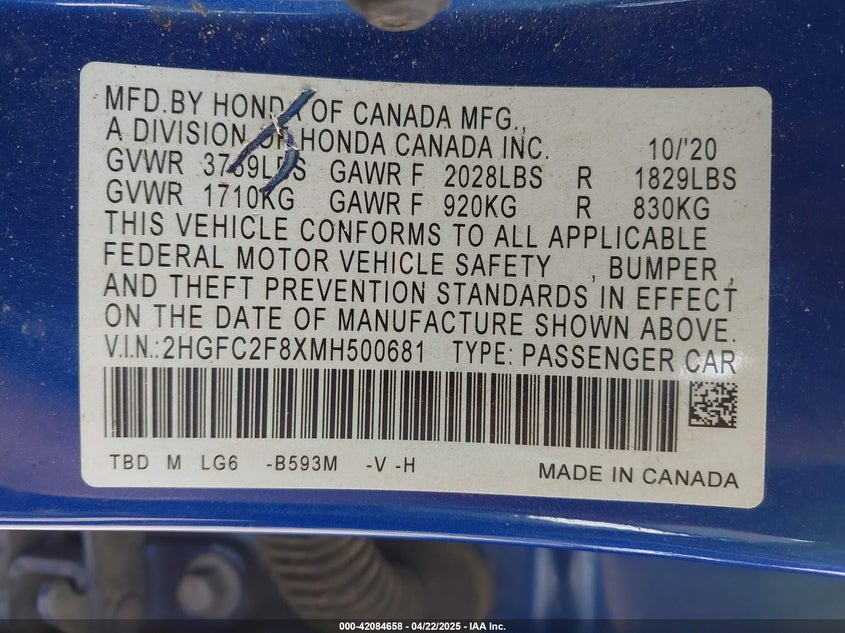 MFD.BY HONDA OF CANADA MFG.,
A DIVISION OF HONDA CANADA INC. 10/'20
GVWR 3769LBS GAWR F 2028LBS R 1829LBS
GVWR 1710KG GAWR F 920KG R 830KG
THIS VEHICLE CONFORMS TO ALL APPLICABLE
FEDERAL MOTOR VEHICLE SAFETY , BUMPER ,
AND THEFT PREVENTION STANDARDS IN EFFECT
ON THE DATE OF MANUFACTURE SHOWN ABOVE.
V.I.N.:2HGFC2F8XMH500681 TYPE: PASSENGER CAR
TBD M LG6 -B593M -V -H MADE IN CANADA
000-42084658 - 04/22/2025 - IAA Inc.